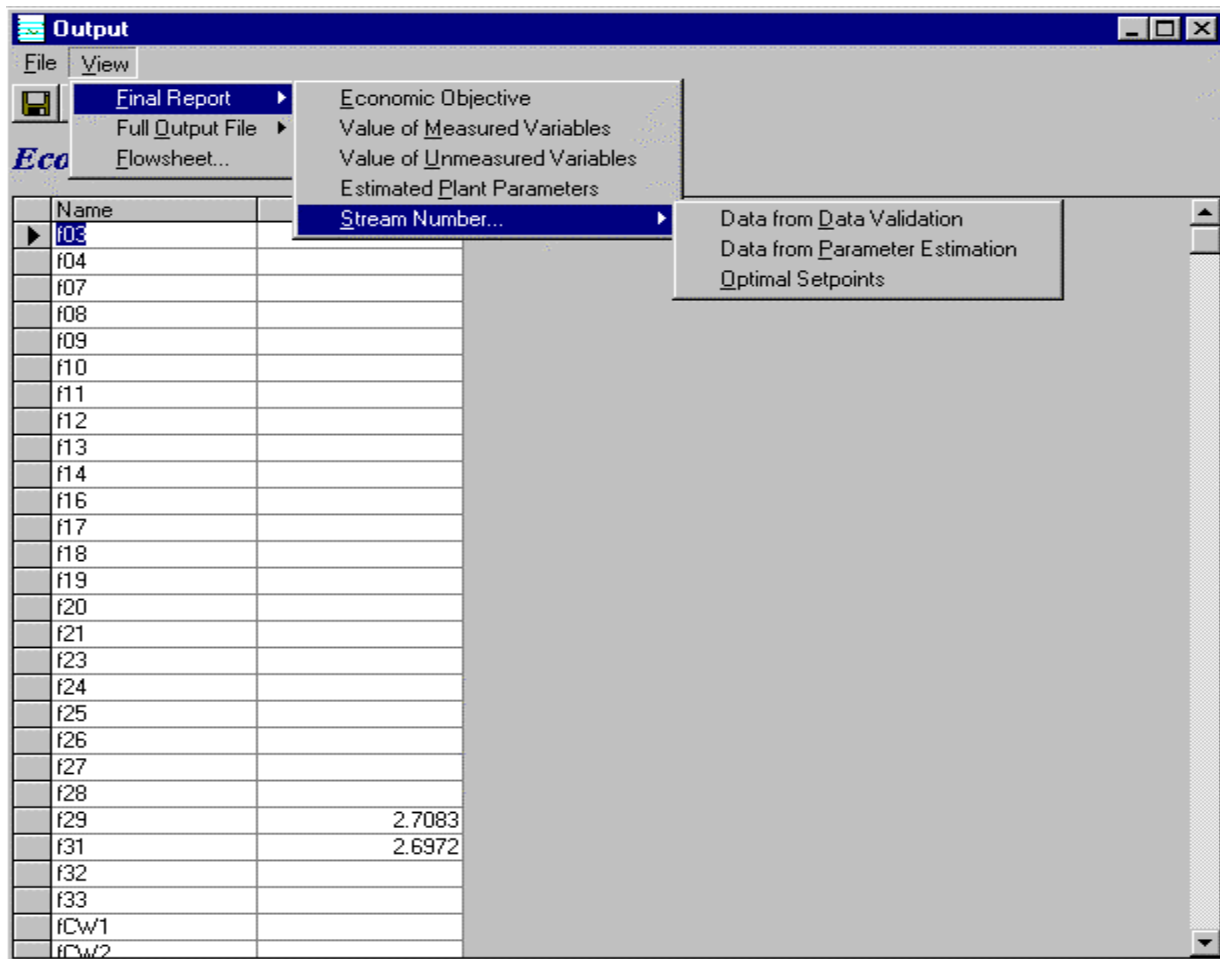 Output
File View
Final Report
Full Output File
Flowsheet...
Economic Objective
Value of Measured Variables
Value of Unmeasured Variables
Estimated Plant Parameters
Stream Number...
Data from Data Validation
Data from Parameter Estimation
Optimal Setpoints
Eco
Name
f03
f04
f07
f08
f09
f10
f11
f12
f13
f14
f16
f17
f18
f19
f20
f21
f23
f24
f25
f26
f27
f28
f29 2.7083
f31 2.6972
f32
f33
fCW1
fCW2